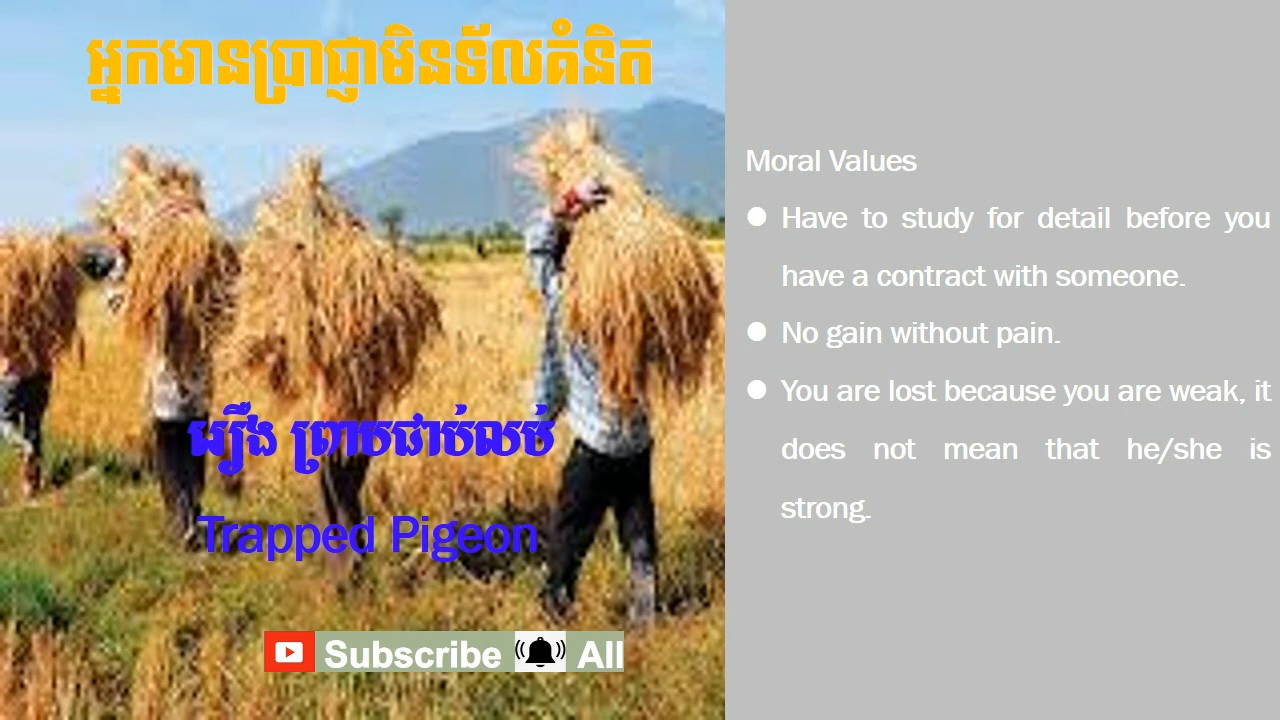 អ្នកមានប្រាជ្ញាមិនទ័លគំនិត
រឿង ព្រាបជាប់លប់
Trapped Pigeon
Subscribe All
Moral Values
● Have to study for detail before you
have a contract with someone.
● No gain without pain.
● You are lost because you are weak, it
does not mean that he/she is
strong.